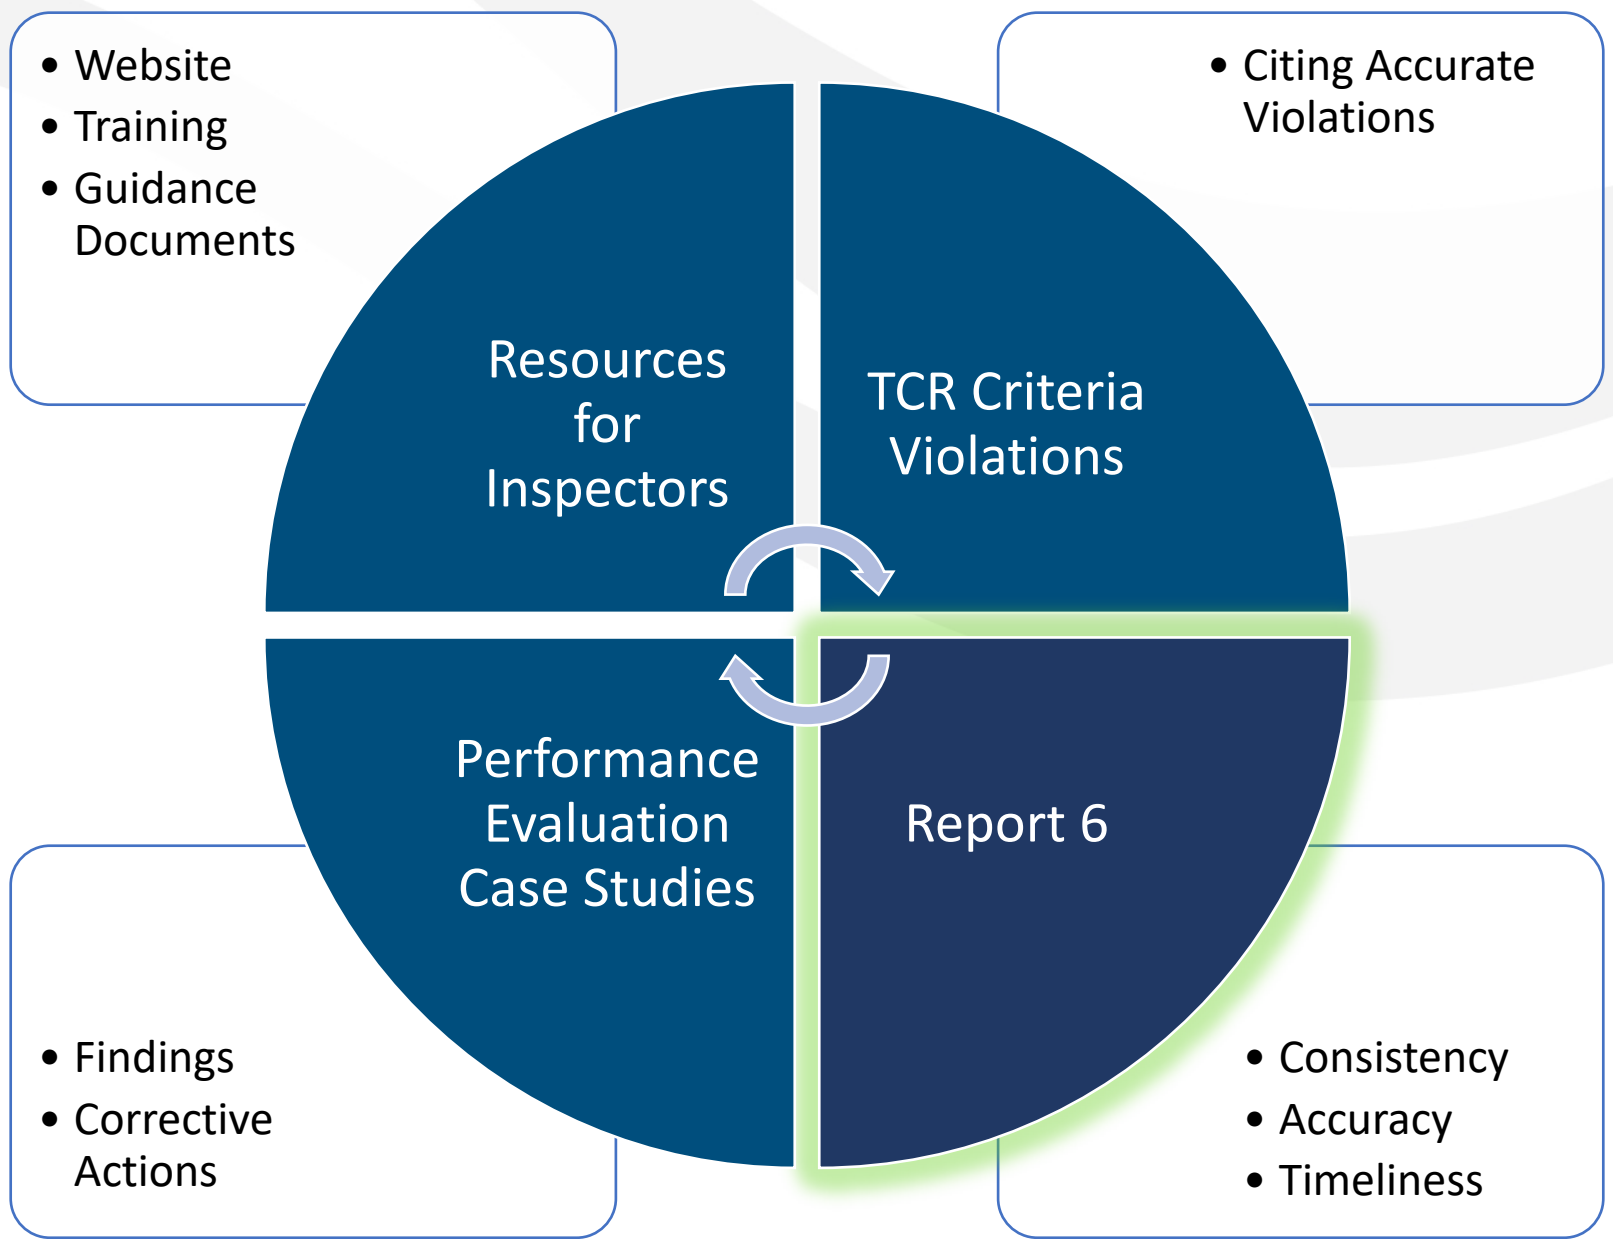 • Website
• Training
• Guidance
Documents
• Citing Accurate
Violations
Resources
for
Inspectors
TCR Criteria
Violations
Performance
Evaluation
Case Studies
Report 6
• Findings
• Corrective
Actions
• Consistency
• Accuracy
• Timeliness